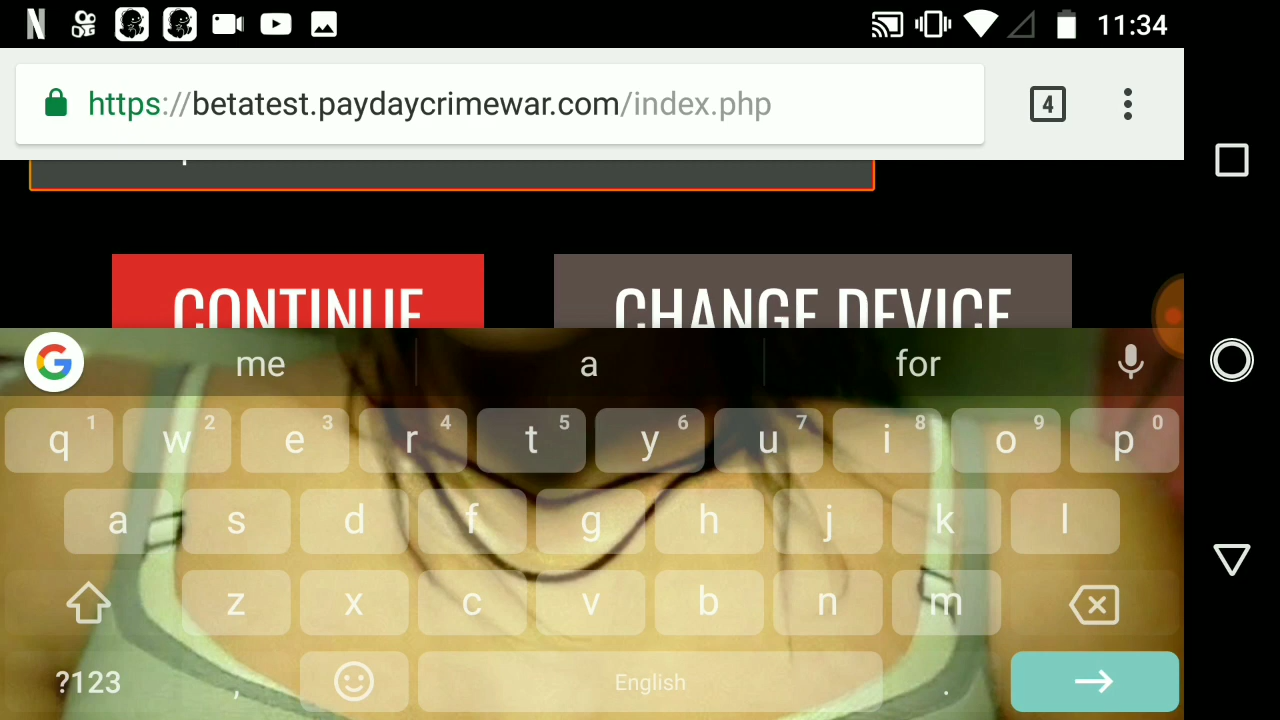 11:34
https://betatest.paydaycrimewar.com/index.php
4
CONTINUE CHANGE DEVICE
me a for
q 1 w 2 e 3 r 4 t 5 y 6 u 7 i 8 o 9 p 0
a s d f g h j k l
z x c v b n m
?123 , English .